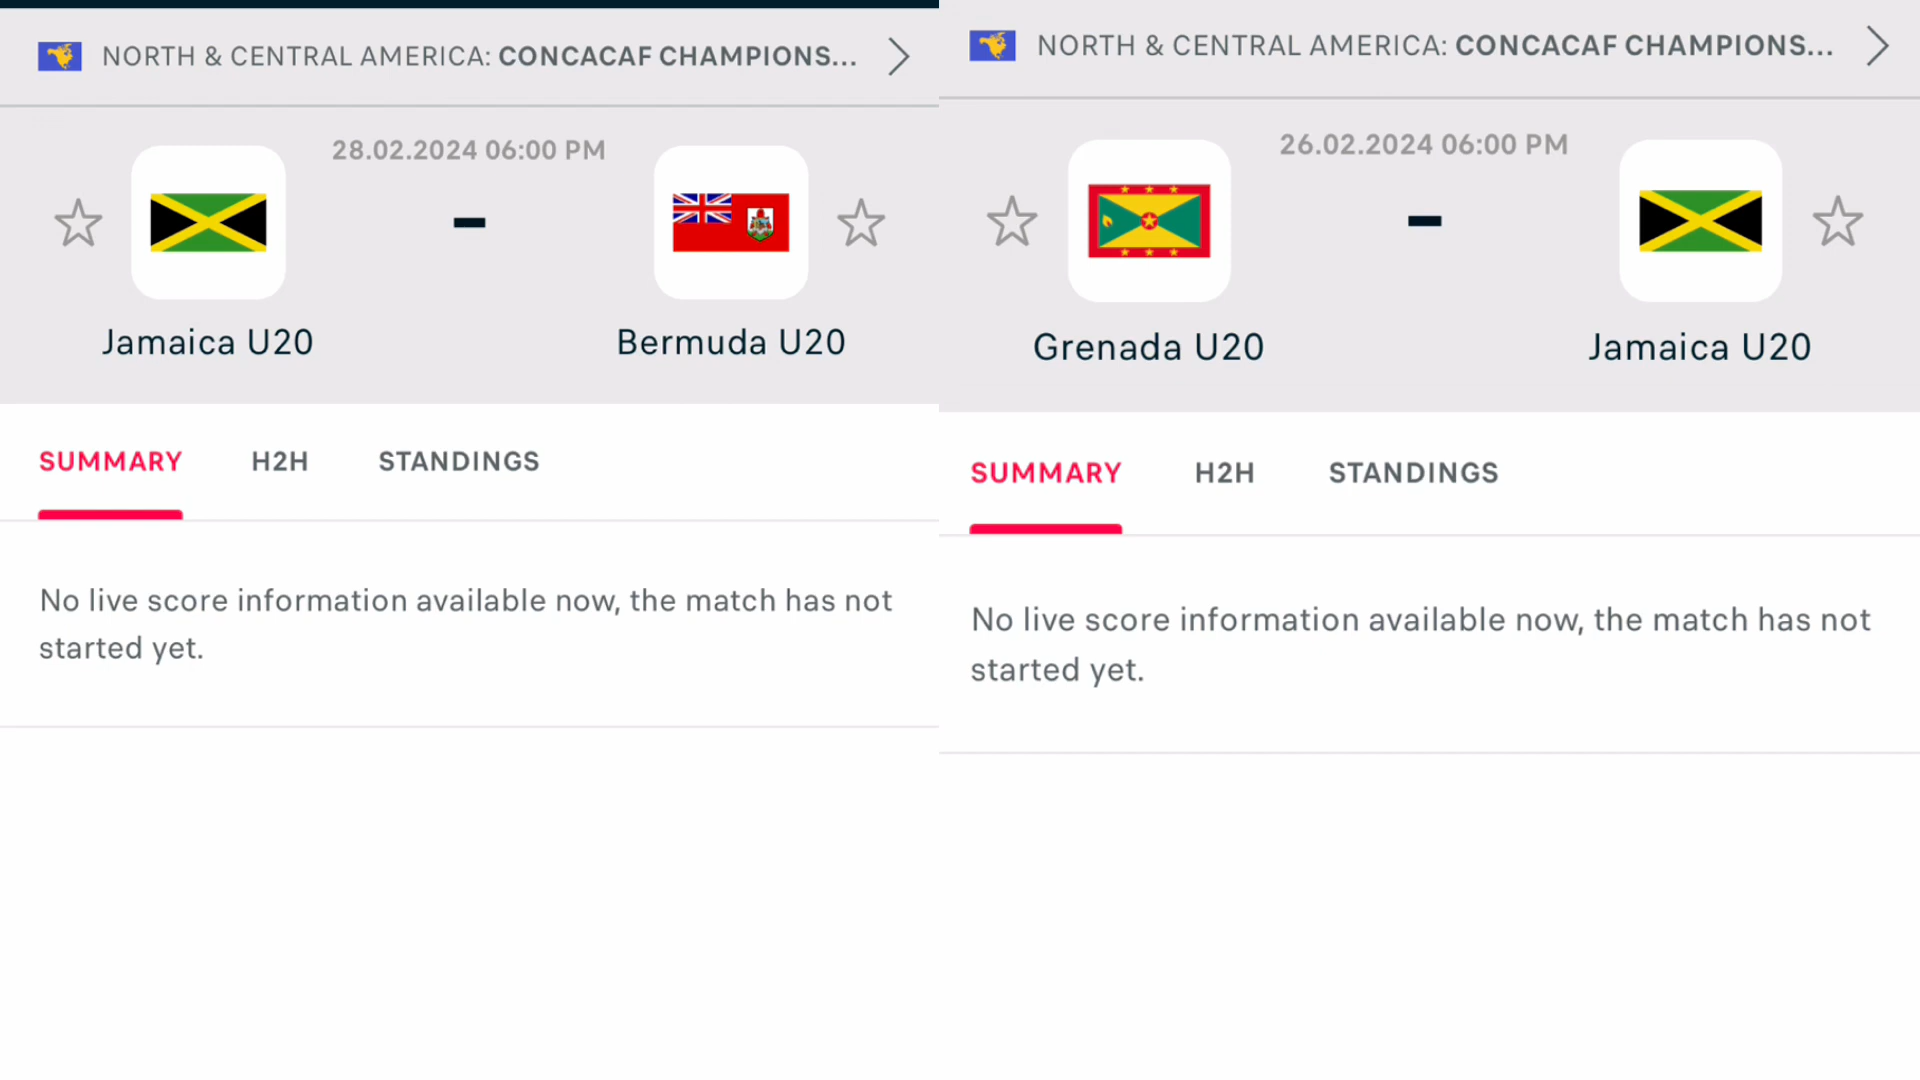 NORTH & CENTRAL AMERICA: CONCACAF CHAMPIONS...
28.02.2024 06:00 PM
-
Jamaica U20
Bermuda U20
SUMMARY
H2H
STANDINGS
No live score information available now, the match has not
started yet.
NORTH & CENTRAL AMERICA: CONCACAF CHAMPIONS...
26.02.2024 06:00 PM
-
Grenada U20
Jamaica U20
SUMMARY
H2H
STANDINGS
No live score information available now, the match has not
started yet.